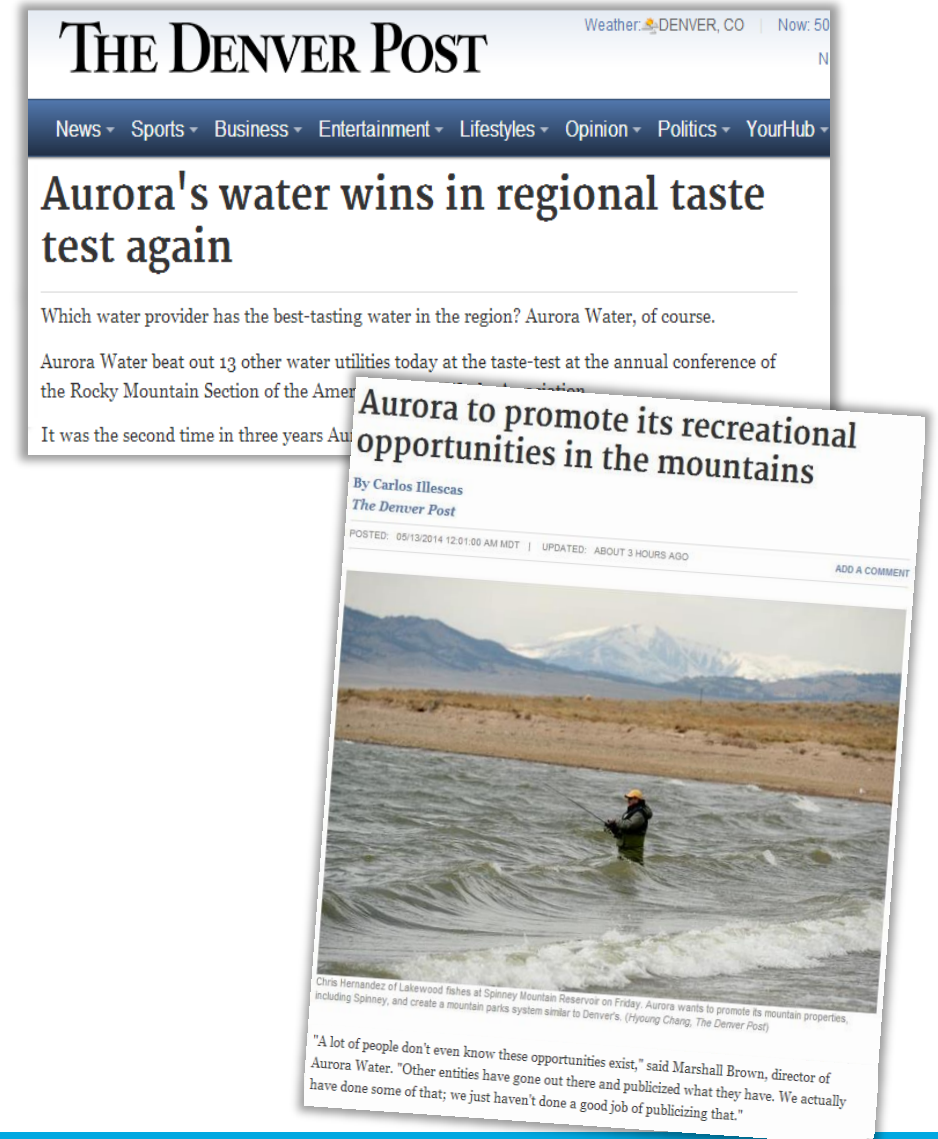 THE DENVER POST
Weather: DENVER, CO | Now: 50
N
News Sports Business Entertainment Lifestyles Opinion Politics YourHub
Aurora's water wins in regional taste
test again
Which water provider has the best-tasting water in the region? Aurora Water, of course.
Aurora Water beat out 13 other water utilities today at the taste-test at the annual conference of
the Rocky Mountain Section of the Amer
It was the second time in three years Au
Aurora to promote its recreational
opportunities in the mountains
By Carlos Illescas
The Denver Post
POSTED: 05/13/2014 12:01:00 AM MDT | UPDATED: ABOUT 3 HOURS AGO
ADD A COMMENT
Chris Hernandez of Lakewood fishes at Spinney Mountain Reservoir on Friday. Aurora wants to promote its mountain properties,
including Spinney, and create a mountain parks system similar to Denver's. (Hyoung Chang, The Denver Post)
"A lot of people don't even know these opportunities exist," said Marshall Brown, director of
Aurora Water. "Other entities have gone out there and publicized what they have. We actually
have done some of that; we just haven't done a good job of publicizing that."